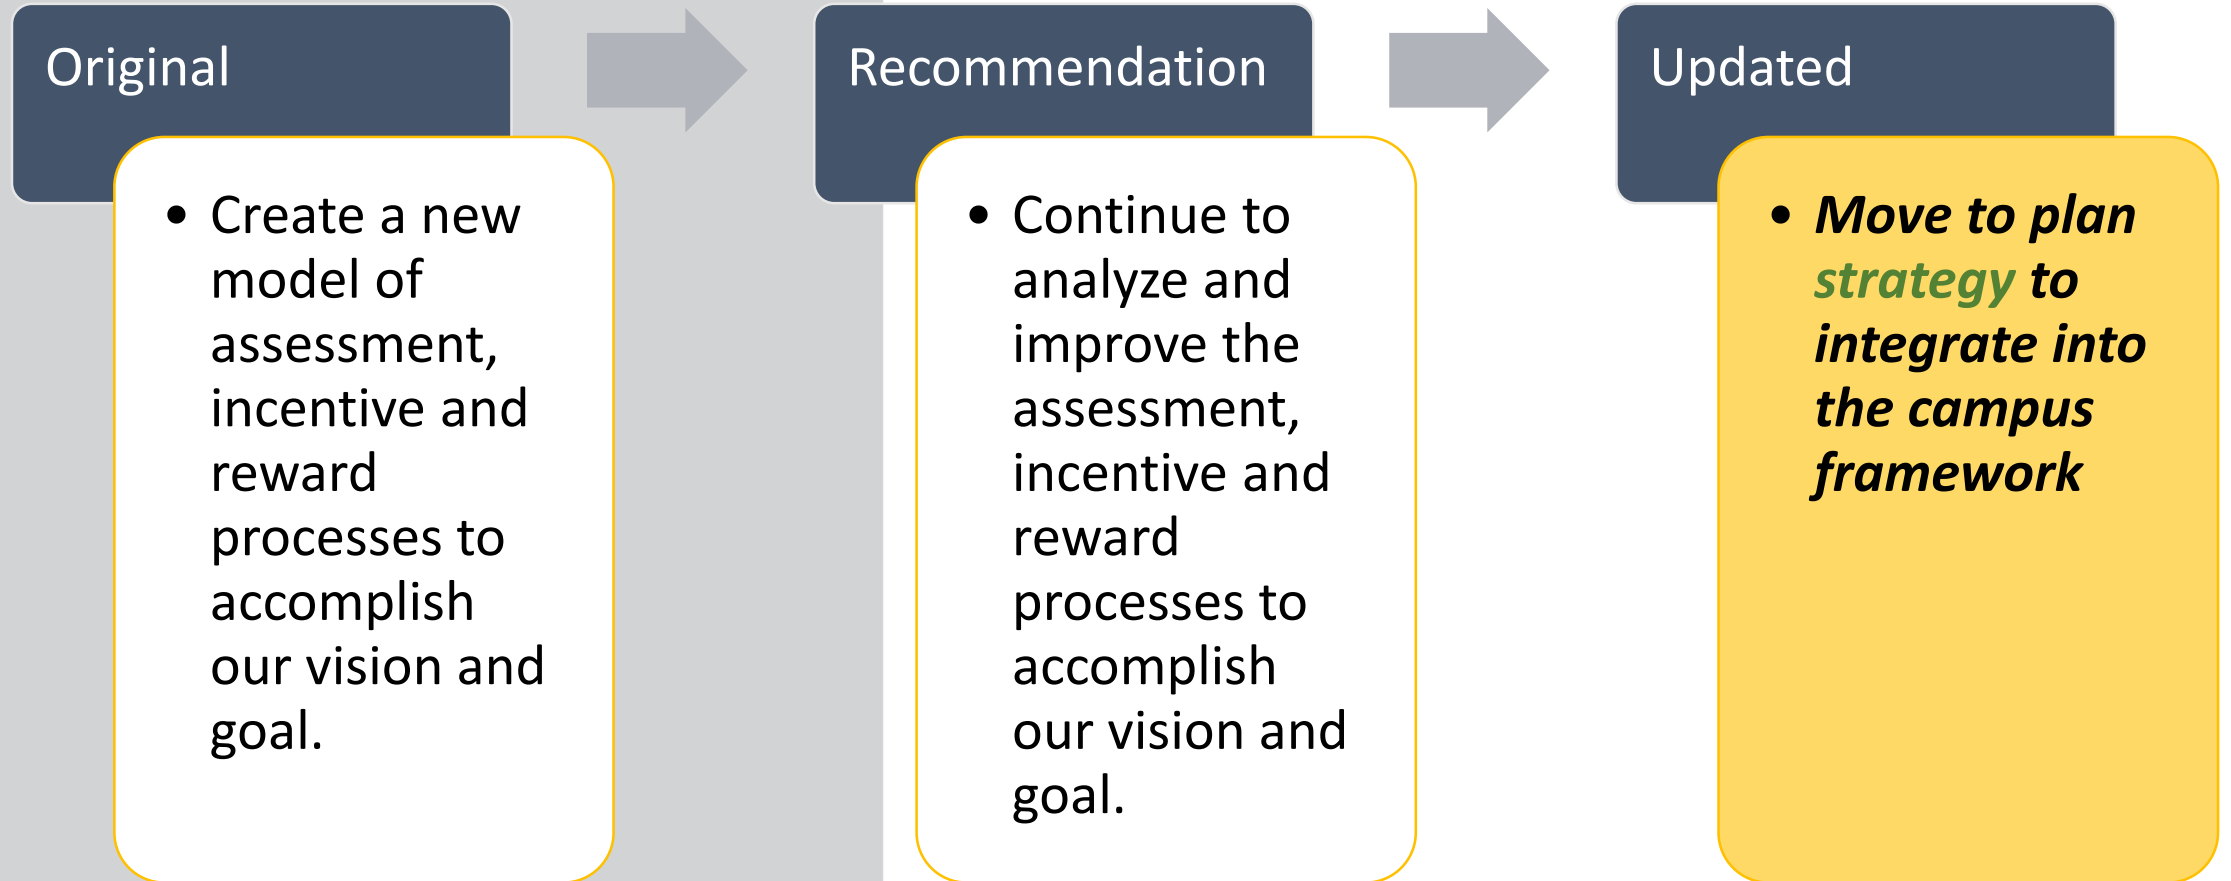 Original
• Create a new
model of
assessment,
incentive and
reward
processes to
accomplish
our vision and
goal.
Recommendation
• Continue to
analyze and
improve the
assessment,
incentive and
reward
processes to
accomplish
our vision and
goal.
Updated
• Move to plan
strategy to
integrate into
the campus
framework